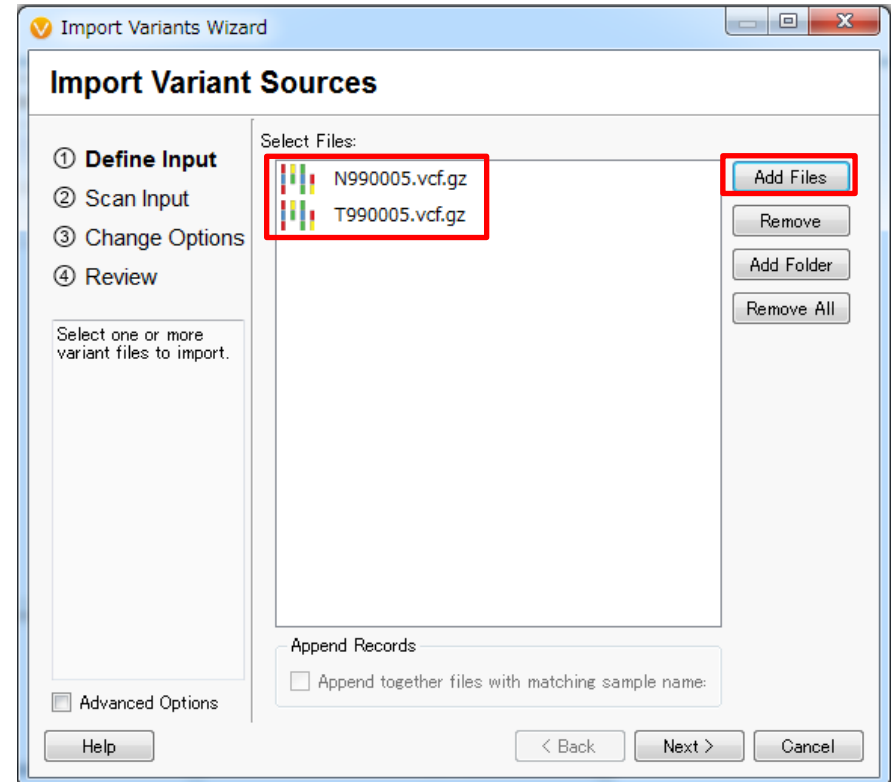 Import Variants Wizard
Import Variant Sources
① Define Input
② Scan Input
③ Change Options
④ Review
Select one or more
variant files to import.
Advanced Options
Select Files:
N990005.vcf.gz
T990005.vcf.gz
Add Files
Remove
Add Folder
Remove All
Append Records
Append together files with matching sample name:
Help
< Back
Next >
Cancel